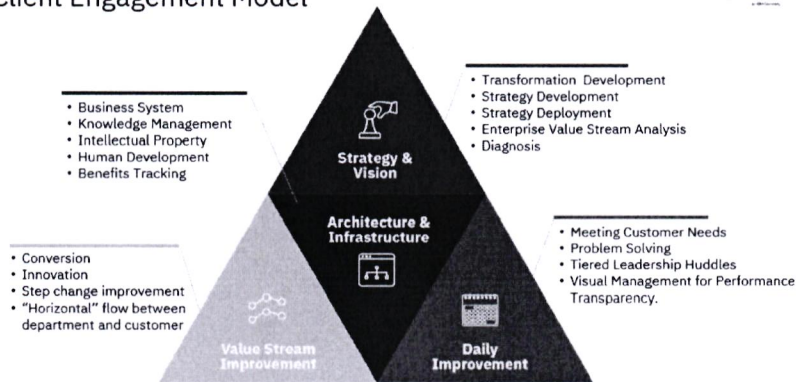 Client Engagement Model
• Business System
• Knowledge Management
• Intellectual Property
• Human Development
• Benefits Tracking
• Transformation Development
• Strategy Development
• Strategy Deployment
• Enterprise Value Stream Analysis
• Diagnosis
Strategy &
Vision
Architecture &
Infrastructure
• Conversion
• Innovation
• Step change improvement
• "Horizontal" flow between
department and customer
• Meeting Customer Needs
• Problem Solving
• Tiered Leadership Huddles
• Visual Management for Performance
Transparency.
Value Stream
Improvement
Daily
Improvement